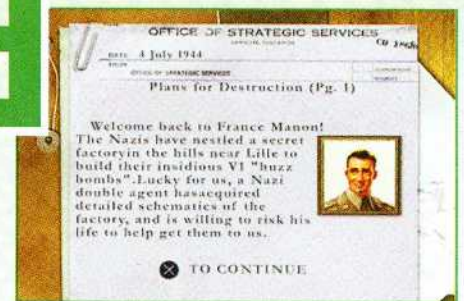 OFFICE OF STRATEGIC SERVICES
DATE 4 July 1944
OFFICE OF STRATEGIC SERVICES
Plans for Destruction (Pg. 1)
Welcome back to France Manon!
The Nazis have nestled a secret
factoryin the hills near Lille to
build their insidious V1 "buzz
bombs".Lucky for us, a Nazi
double agent hasacquired
detailed schematics of the
factory, and is willing to risk his
life to help get them to us.
TO CONTINUE